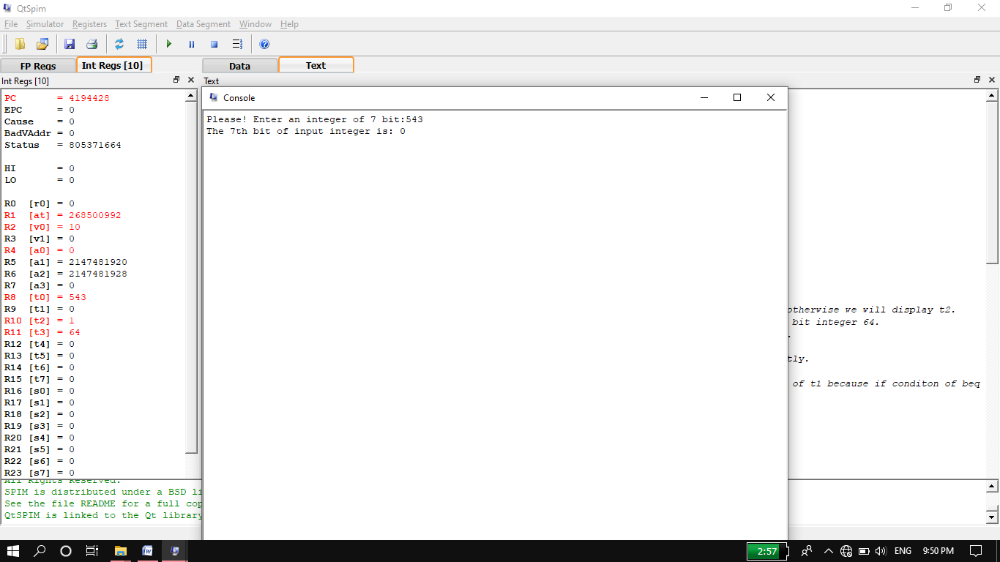 QtSpim
File Simulator Registers Text Segment Data Segment Window Help
FP Regs Int Regs [10] Data Text
Int Regs [10] Text
PC = 4194428
EPC = 0
Cause = 0
BadVAddr = 0
Status = 805371664
HI = 0
LO = 0
R0 [r0] = 0
R1 [at] = 268500992
R2 [v0] = 10
R3 [v1] = 0
R4 [a0] = 0
R5 [a1] = 2147481920
R6 [a2] = 2147481928
R7 [a3] = 0
R8 [t0] = 543
R9 [t1] = 0
R10 [t2] = 1
R11 [t3] = 64
R12 [t4] = 0
R13 [t5] = 0
R14 [t6] = 0
R15 [t7] = 0
R16 [s0] = 0
R17 [s1] = 0
R18 [s2] = 0
R19 [s3] = 0
R20 [s4] = 0
R21 [s5] = 0
R22 [s6] = 0
R23 [s7] = 0
Console
Please! Enter an integer of 7 bit:543
The 7th bit of input integer is: 0
otherwise we will display t2.
bit integer 64.
.
tly.
of t1 because if conditon of beq
All Rights Reserved.
SPIM is distributed under a BSD li
See the file README for a full cop
QtSPIM is linked to the Qt library
2:57 ENG 9:50 PM